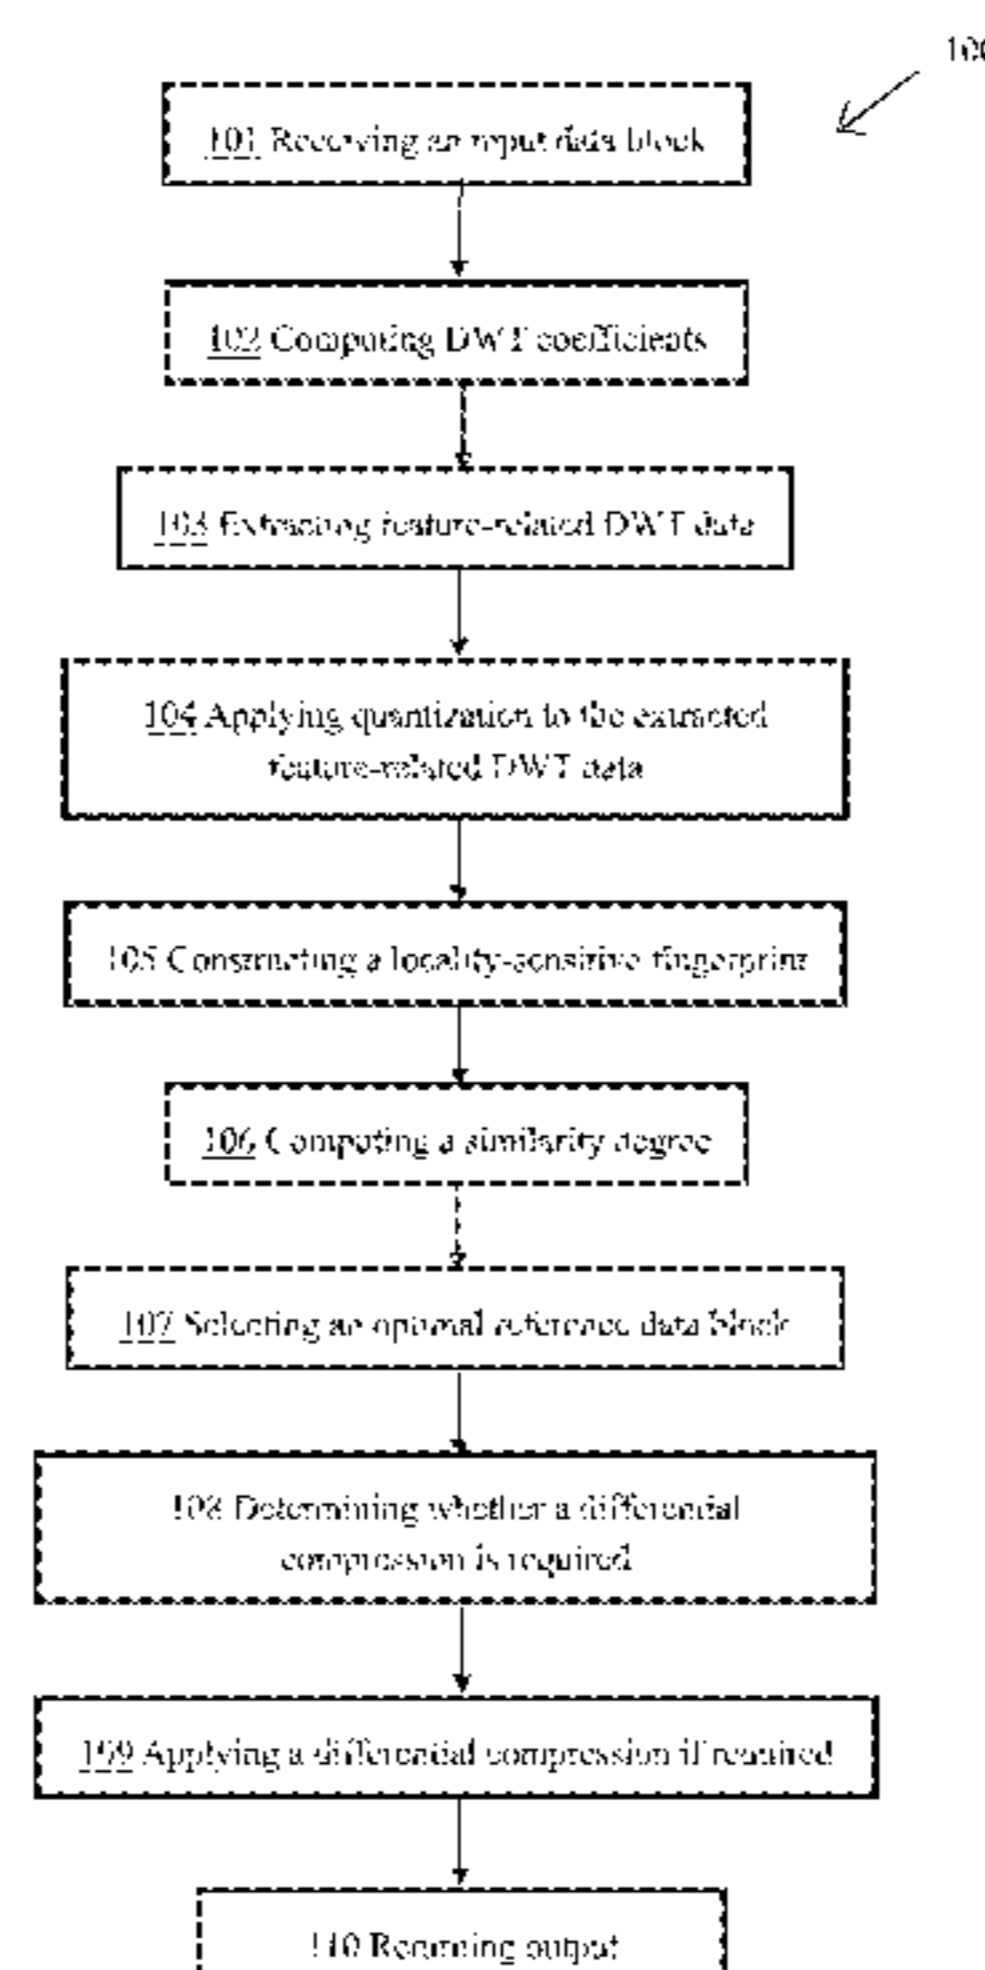 100
101 Receiving an input data block
102 Computing DWT coefficients
103 Extracting feature-related DWT data
104 Applying quantization to the extracted
feature-related DWT data
105 Constructing a locality-sensitive fingerprint
106 Computing a similarity degree
107 Selecting an optimal reference data block
108 Determining whether a differential
compression is required
109 Applying a differential compression if required
110 Returning output